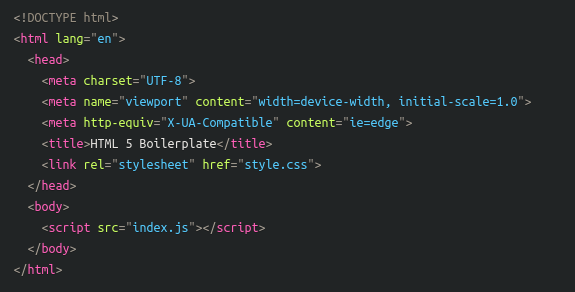 <!DOCTYPE html>
<html lang="en">
  <head>
    <meta charset="UTF-8">
    <meta name="viewport" content="width=device-width, initial-scale=1.0">
    <meta http-equiv="X-UA-Compatible" content="ie=edge">
    <title>HTML 5 Boilerplate</title>
    <link rel="stylesheet" href="style.css">
  </head>
  <body>
    <script src="index.js"></script>
  </body>
</html>